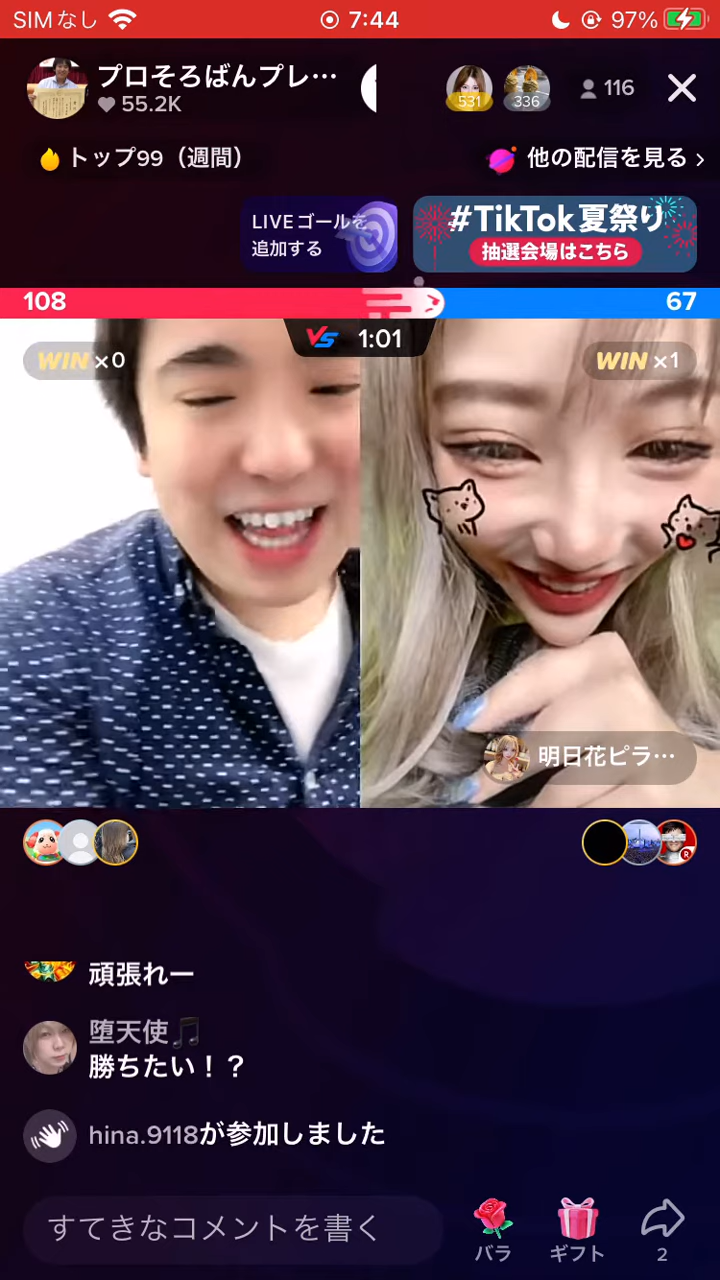 SIMなし
7:44
97%
プロそろばんプレ…
55.2K
531
336
116
トップ99（週間）
他の配信を見る
LIVEゴールを
追加する
#TikTok夏祭り
抽選会場はこちら
108
67
VS 1:01
WIN ×0
WIN ×1
明日花ピラ…
R
頑張れー
堕天使
勝ちたい！？
hina.9118が参加しました
すてきなコメントを書く
バラ
ギフト
2